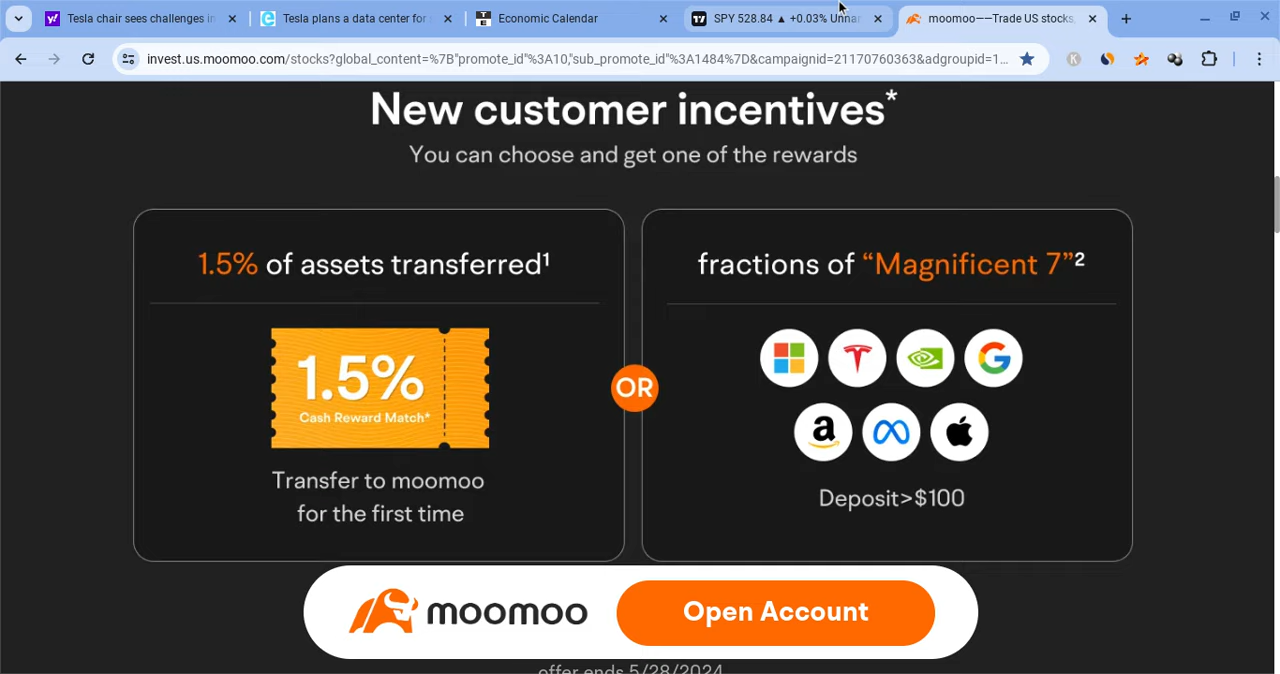 Tesla chair sees challenges in
Tesla plans a data center for
Economic Calendar
SPY 528.84 ▲ +0.03% Unna
moomoo——Trade US stocks,
invest.us.moomoo.com/stocks?global_content=%7B"promote_id"%3A10,"sub_promote_id"%3A1484%7D&campaignid=21170760363&adgroupid=1...
New customer incentives*
You can choose and get one of the rewards
1.5% of assets transferred¹
1.5%
Cash Reward Match*
Transfer to moomoo
for the first time
OR
fractions of “Magnificent 7”²
Deposit>$100
moomoo
Open Account
offer ends 5/28/2024